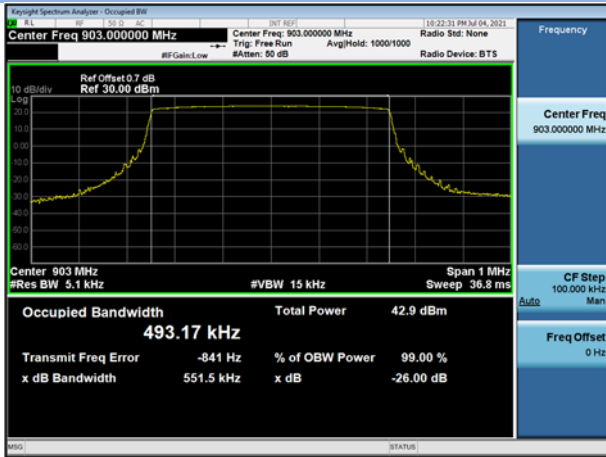 Keysight Spectrum Analyzer - Occupied BW
RL RF 50 Ω AC INT REF 10:22:31 PM Jul 04, 2021
Center Freq 903.000000 MHz
Center Freq: 903.000000 MHz
Radio Std: None
Trig: Free Run Avg|Hold: 1000/1000
#IFGain:Low #Atten: 50 dB Radio Device: BTS
Ref Offset 0.7 dB
10 dB/div Ref 30.00 dBm
Log
20.0
10.0
0.00
-10.0
-20.0
-30.0
-40.0
-50.0
-60.0
Center 903 MHz Span 1 MHz
#Res BW 5.1 kHz #VBW 15 kHz Sweep 36.8 ms
Occupied Bandwidth Total Power 42.9 dBm
493.17 kHz
Transmit Freq Error -841 Hz % of OBW Power 99.00 %
x dB Bandwidth 551.5 kHz x dB -26.00 dB
MSG STATUS
Frequency
Center Freq
903.000000 MHz
CF Step
100.000 kHz
Auto Man
Freq Offset
0 Hz